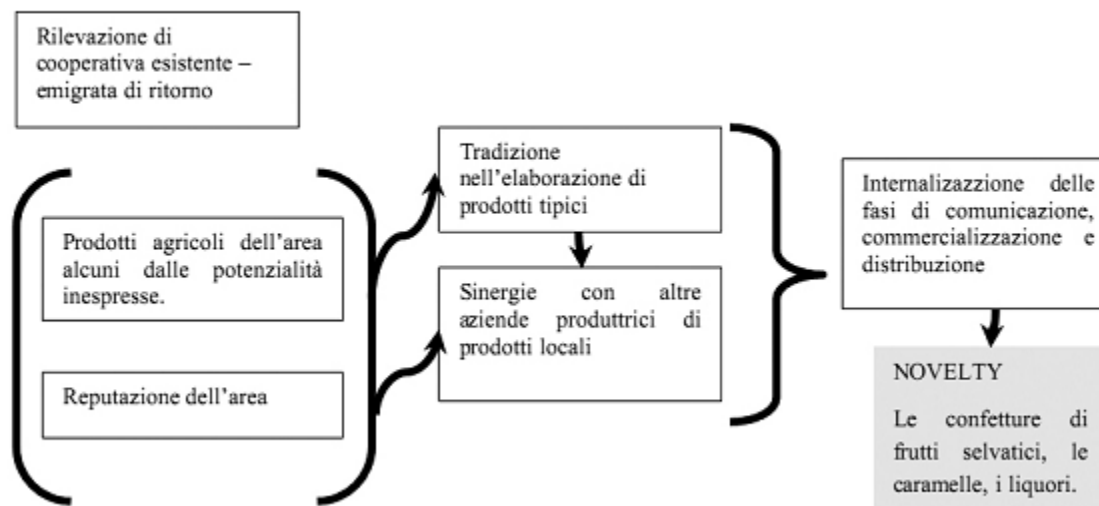 Rilevazione di
cooperativa esistente –
emigrata di ritorno
Prodotti agricoli dell'area
alcuni dalle potenzialità
inespresse.
Reputazione dell'area
Tradizione
nell'elaborazione di
prodotti tipici
Sinergie con altre
aziende produttrici di
prodotti locali
Internalizazzione delle
fasi di comunicazione,
commercializzazione e
distribuzione
NOVELTY
Le confetture di
frutti selvatici, le
caramelle, i liquori.